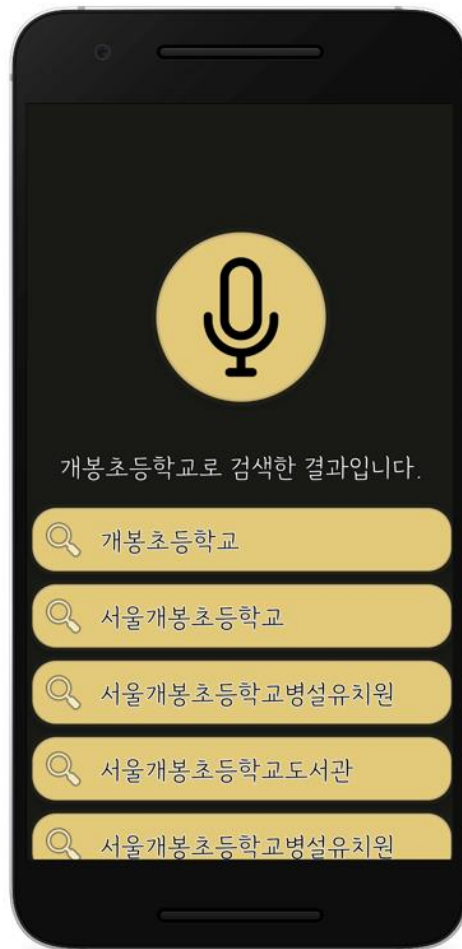 개봉초등학교로 검색한 결과입니다.
개봉초등학교
서울개봉초등학교
서울개봉초등학교병설유치원
서울개봉초등학교도서관
서울개봉초등학교병설유치원